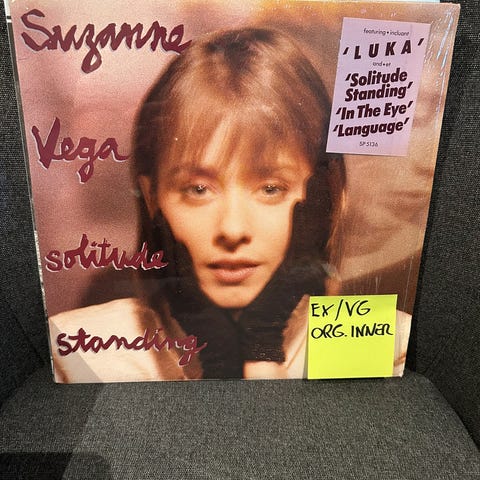 Suzanne
Vega
solitude
standing
featuring • incluant
'LUKA'
and • et
'Solitude
Standing'
'In The Eye'
'Language'
SP 5136
EX/VG
ORG. INNER